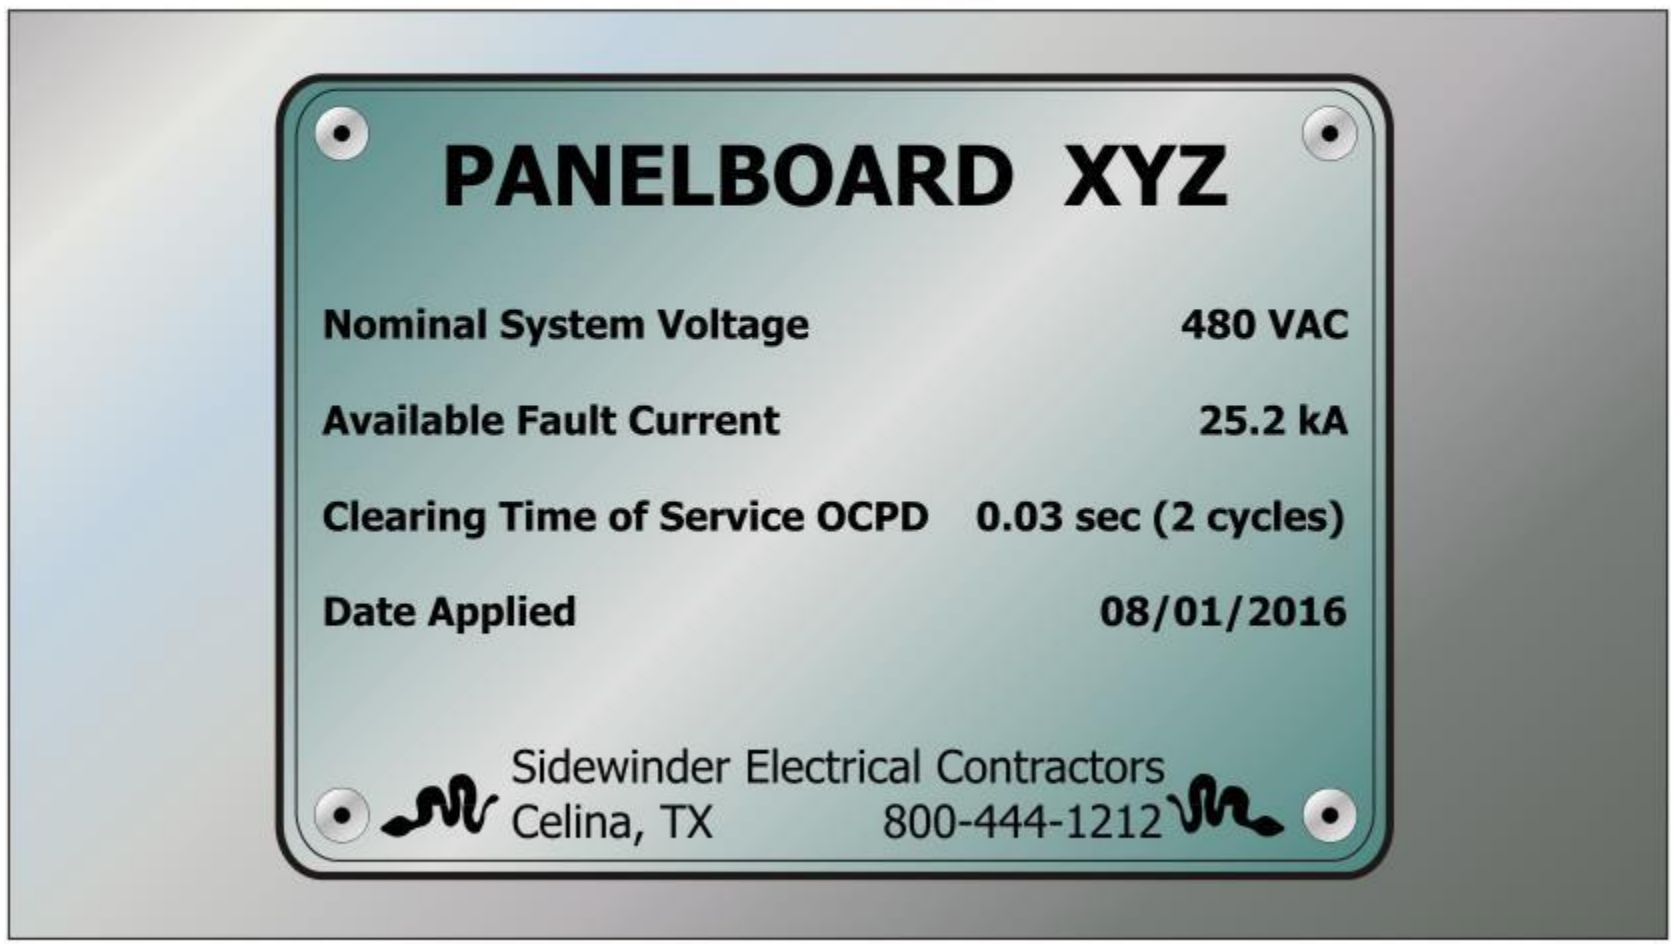 PANELBOARD XYZ
Nominal System Voltage 480 VAC
Available Fault Current 25.2 kA
Clearing Time of Service OCPD 0.03 sec (2 cycles)
Date Applied 08/01/2016
Sidewinder Electrical Contractors
Celina, TX 800-444-1212